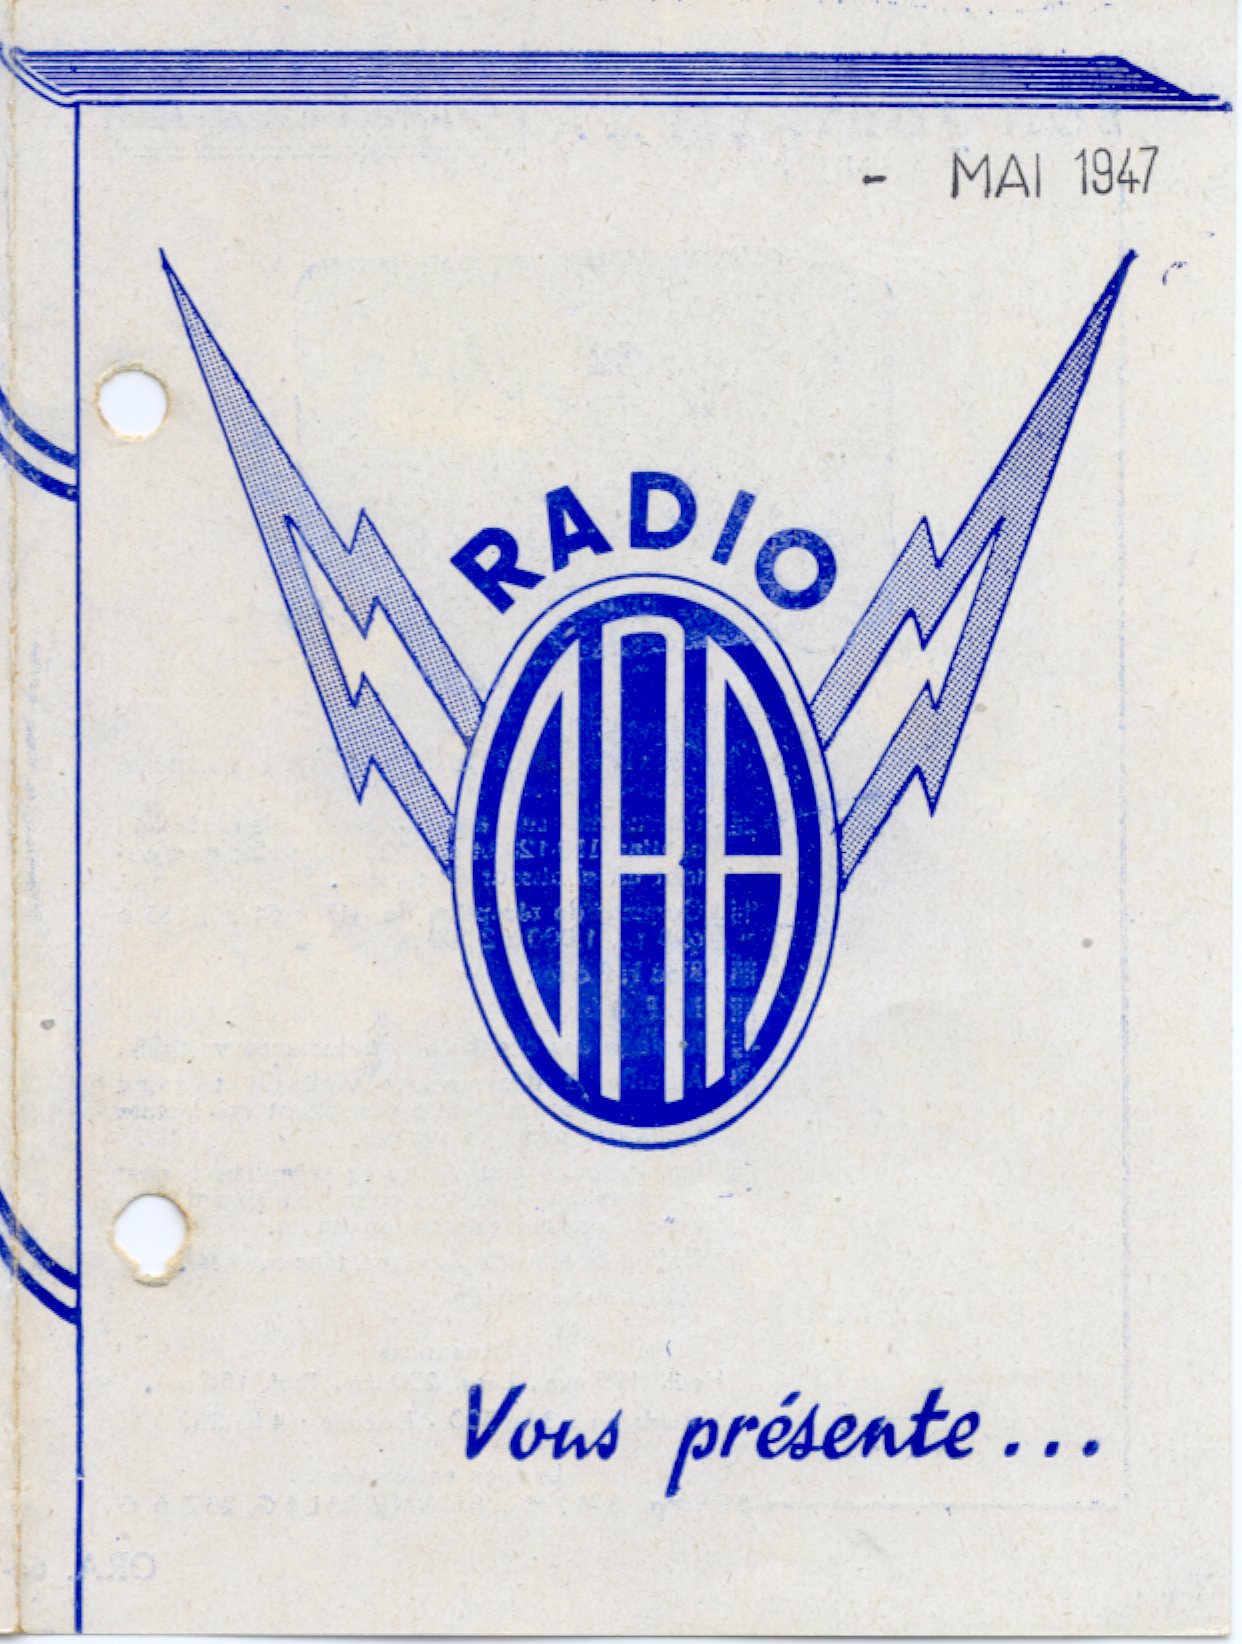 - MAI 1947
RADIO
ORA
Vous présente...